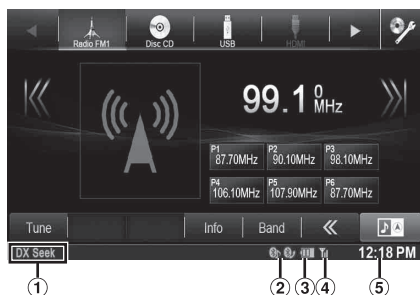 Radio FM1 Disc CD USB HDMI
99.1 0 MHz
P1 P2 P3
87.70MHz 90.10MHz 98.10MHz
P4 P5 P6
106.10MHz 107.90MHz 87.70MHz
Tune Info Band
DX Seek 12:18 PM
1 2 3 4 5